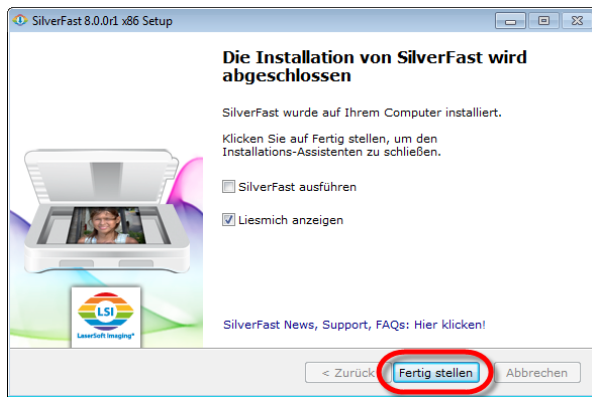 SilverFast 8.0.0r1 x86 Setup
Die Installation von SilverFast wird
abgeschlossen
SilverFast wurde auf Ihrem Computer installiert.
Klicken Sie auf Fertig stellen, um den
Installations-Assistenten zu schließen.
SilverFast ausführen
Liesmich anzeigen
LSI
LaserSoft Imaging®
SilverFast News, Support, FAQs: Hier klicken!
< Zurück
Fertig stellen
Abbrechen